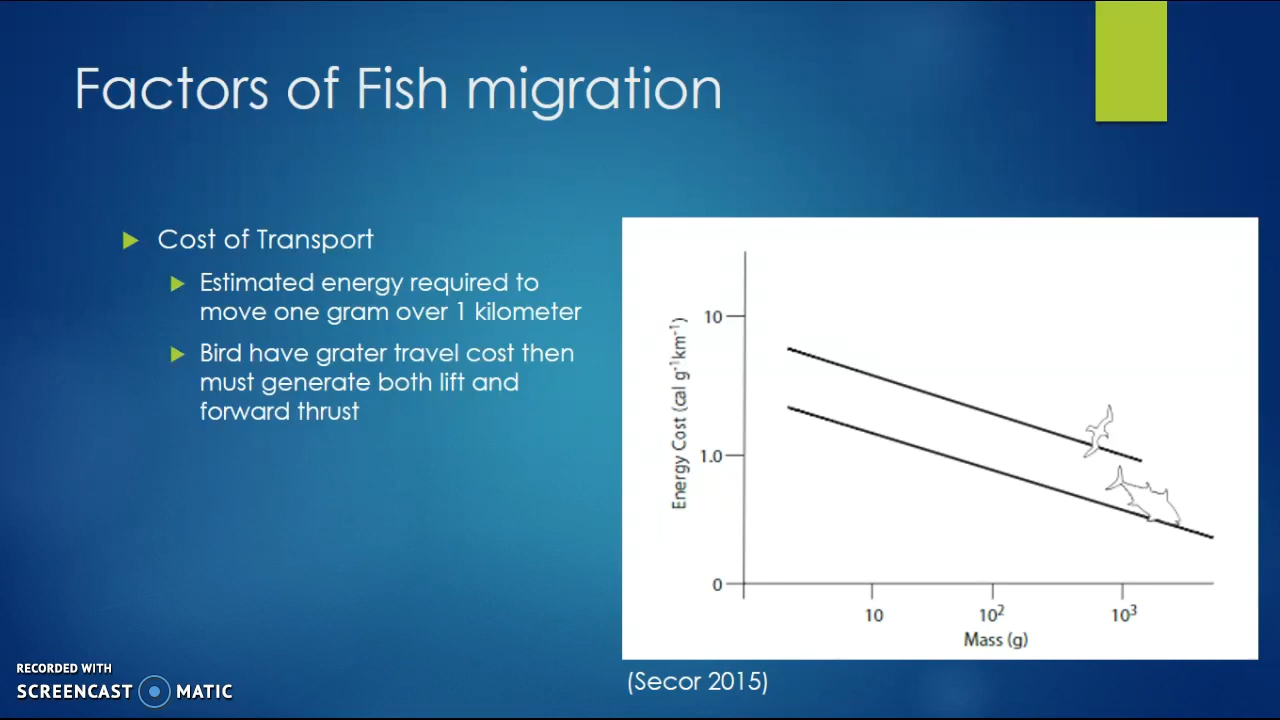 Factors of Fish migration
Cost of Transport
Estimated energy required to
move one gram over 1 kilometer
Bird have grater travel cost then
must generate both lift and
forward thrust
Energy Cost (cal g⁻¹km⁻¹)
10
1.0
0
10
10²
10³
Mass (g)
(Secor 2015)
RECORDED WITH
SCREENCAST MATIC